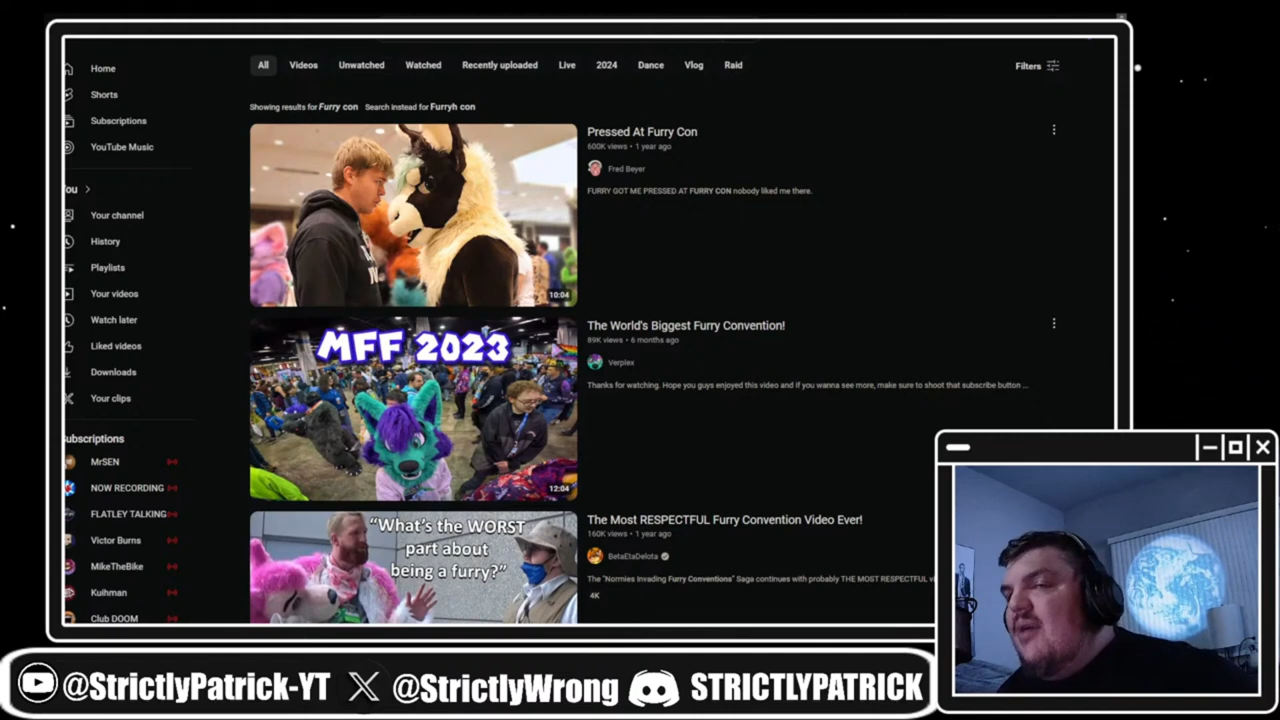 Home
Shorts
Subscriptions
YouTube Music
You
Your channel
History
Playlists
Your videos
Watch later
Liked videos
Downloads
Your clips
Subscriptions
MrSEN
NOW RECORDING
FLATLEY TALKING
Victor Burns
MikeTheBike
Kuihman
Club DOOM
All Videos Unwatched Watched Recently uploaded Live 2024 Dance Vlog Raid Filters
Showing results for Furry con Search instead for Furryh con
10:04
Pressed At Furry Con
600K views • 1 year ago
Fred Beyer
FURRY GOT ME PRESSED AT FURRY CON nobody liked me there.
MFF 2023
12:04
The World's Biggest Furry Convention!
89K views • 6 months ago
Verplex
Thanks for watching. Hope you guys enjoyed this video and if you wanna see more, make sure to shoot that subscribe button ...
"What's the WORST
part about
being a furry?"
The Most RESPECTFUL Furry Convention Video Ever!
160K views • 1 year ago
BetaEtaDelota
The "Normies Invading Furry Conventions" Saga continues with probably THE MOST RESPECTFUL
4K
@StrictlyPatrick-YT @StrictlyWrong STRICTLYPATRICK